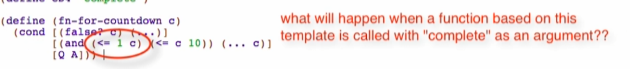 (define (fn-for-countdown c)
(cond [(false? c) (...)]
[(and (<= 1 c) (<= c 10)) (... c)]
[Q A]))
what will happen when a function based on this
template is called with "complete" as an argument??